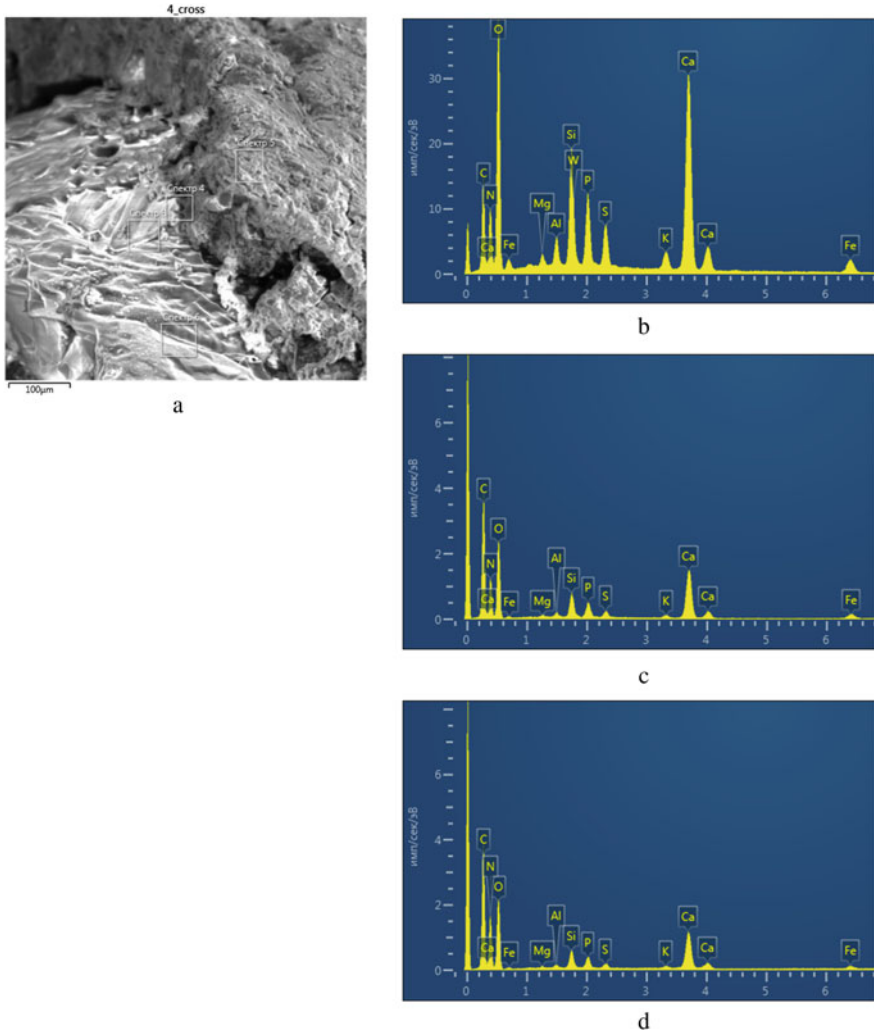 4_cross
Спектр 5
Спектр 4
Спектр
Спектр 6
100µm
a
имп/сек/эВ
30
20
10
0
O
Ca
Si
W
C
N
P
Mg
Al
S
K
Ca
Ca
Fe
Fe
0 1 2 3 4 5 6
b
имп/сек/эВ
6
4
2
0
C
O
N
Al
Si
Ca
P
S
Ca
Fe
Mg
K
Ca
Fe
0 1 2 3 4 5 6
c
имп/сек/эВ
6
4
2
0
C
N
O
Al
Si
Ca
P
S
Ca
Fe
Mg
K
Ca
Fe
0 1 2 3 4 5 6
d